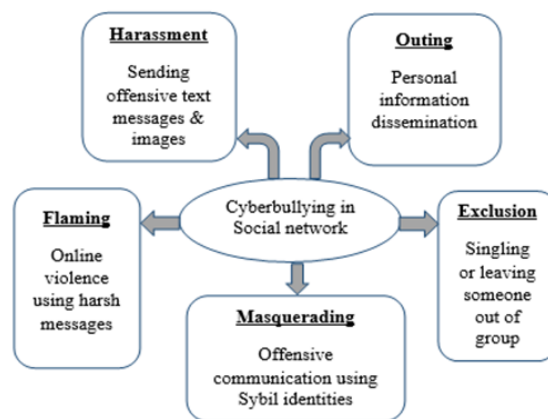 Harassment
Sending
offensive text
messages &
images
Outing
Personal
information
dissemination
Cyberbullying in
Social network
Flaming
Online
violence
using harsh
messages
Exclusion
Singling
or leaving
someone
out of
group
Masquerading
Offensive
communication using
Sybil identities